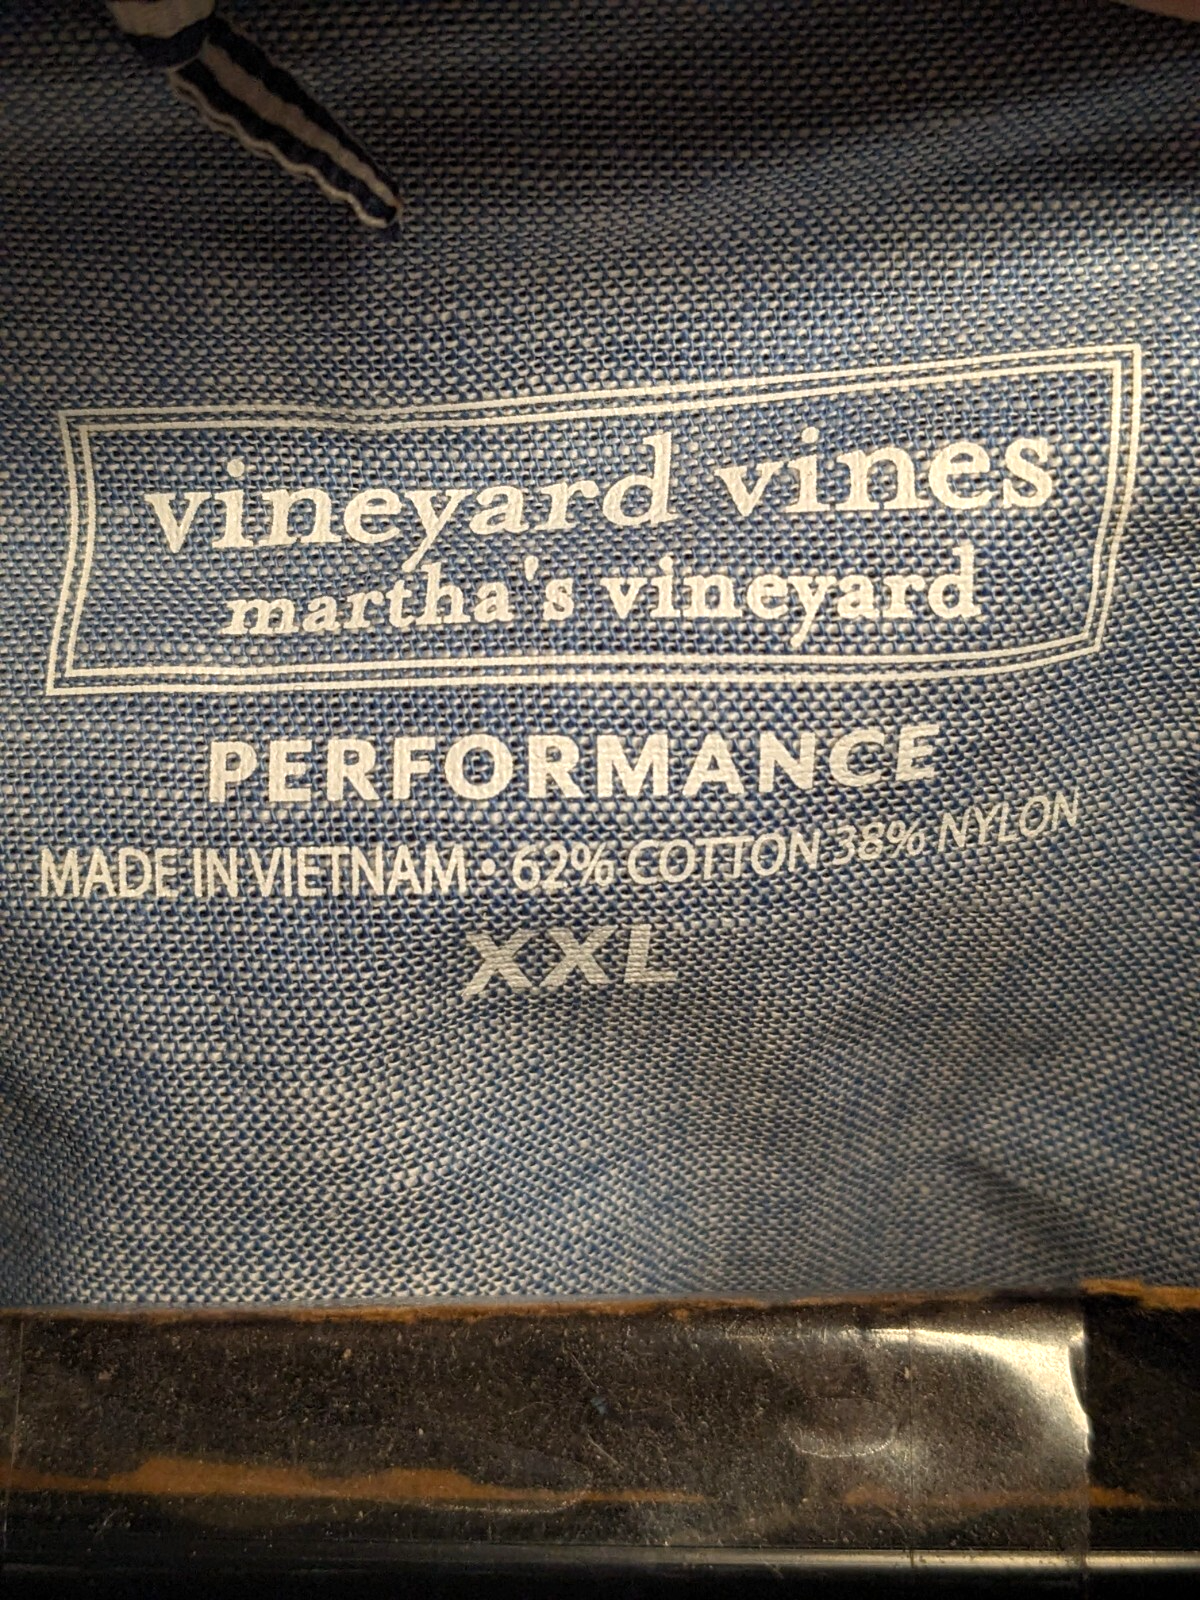 vineyard vines
martha's vineyard
PERFORMANCE
MADE IN VIETNAM • 62% COTTON 38% NYLON
XXL